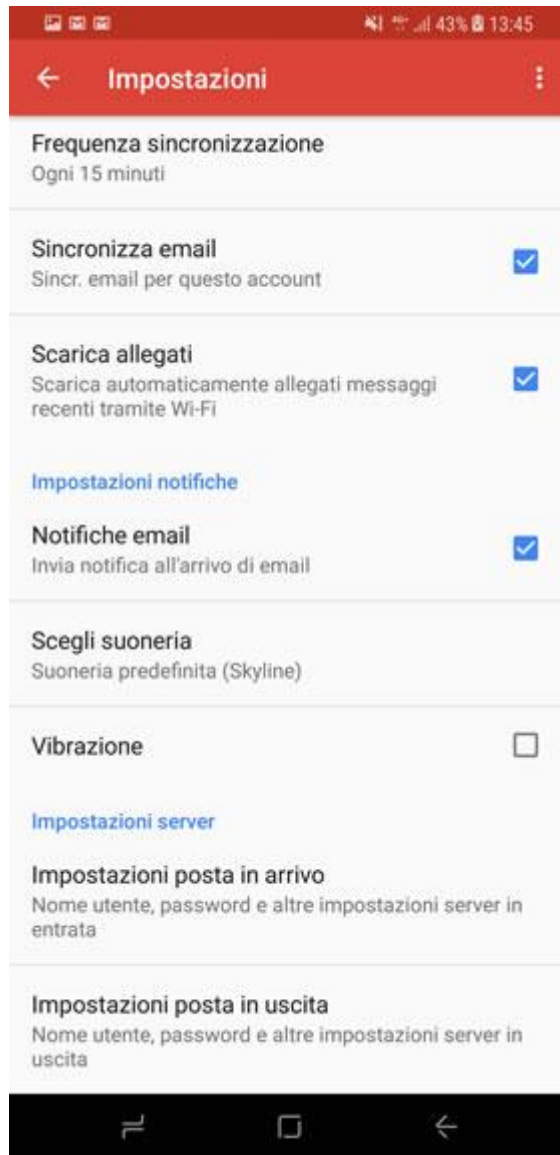 43% 13:45
Impostazioni
Frequenza sincronizzazione
Ogni 15 minuti
Sincronizza email
Sincr. email per questo account
Scarica allegati
Scarica automaticamente allegati messaggi
recenti tramite Wi-Fi
Impostazioni notifiche
Notifiche email
Invia notifica all'arrivo di email
Scegli suoneria
Suoneria predefinita (Skyline)
Vibrazione
Impostazioni server
Impostazioni posta in arrivo
Nome utente, password e altre impostazioni server in
entrata
Impostazioni posta in uscita
Nome utente, password e altre impostazioni server in
uscita